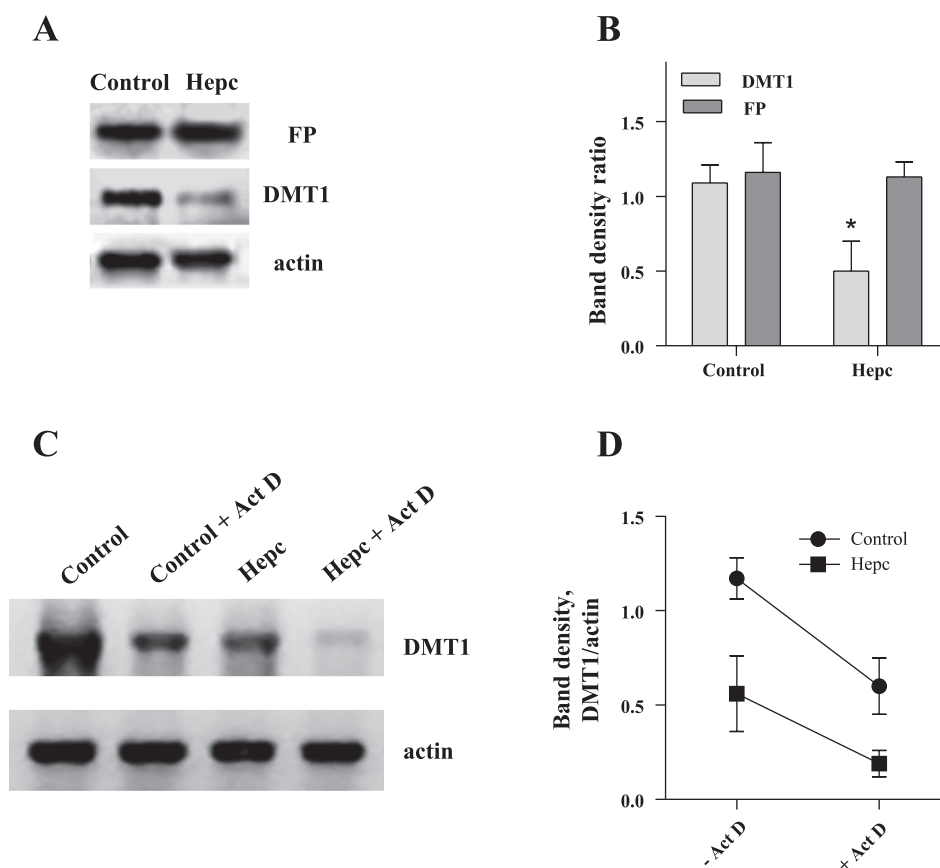 A
Control Hepc
FP
DMT1
actin
B
DMT1
FP
Band density ratio
1.5
1.0
0.5
0.0
*
Control Hepc
C
Control
Control + Act D
Hepc
Hepc + Act D
DMT1
actin
D
Control
Hepc
Band density,
DMT1/actin
1.5
1.0
0.5
0.0
- Act D
+ Act D